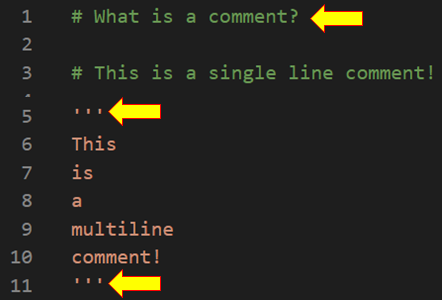 1 # What is a comment?
2
3 # This is a single line comment!
5 '''
6 This
7 is
8 a
9 multiline
10 comment!
11 '''